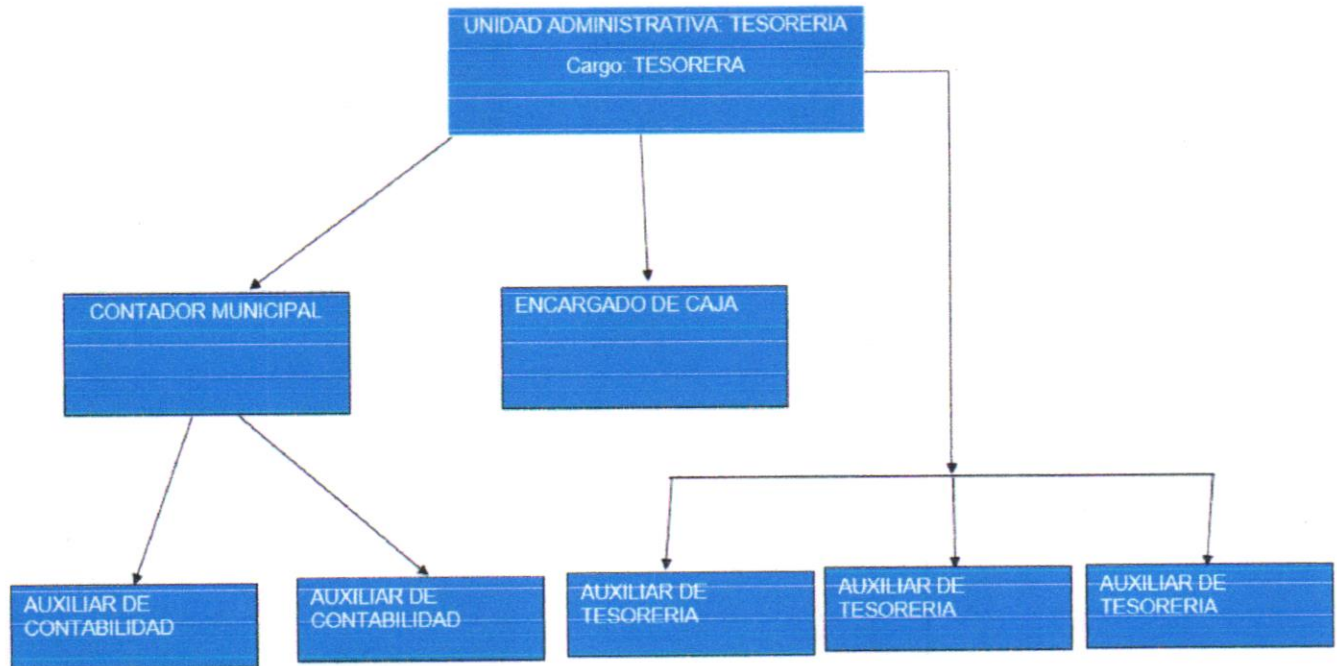 UNIDAD ADMINISTRATIVA: TESORERIA
Cargo: TESORERA
CONTADOR MUNICIPAL
ENCARGADO DE CAJA
AUXILIAR DE
CONTABILIDAD
AUXILIAR DE
CONTABILIDAD
AUXILIAR DE
TESORERIA
AUXILIAR DE
TESORERIA
AUXILIAR DE
TESORERIA